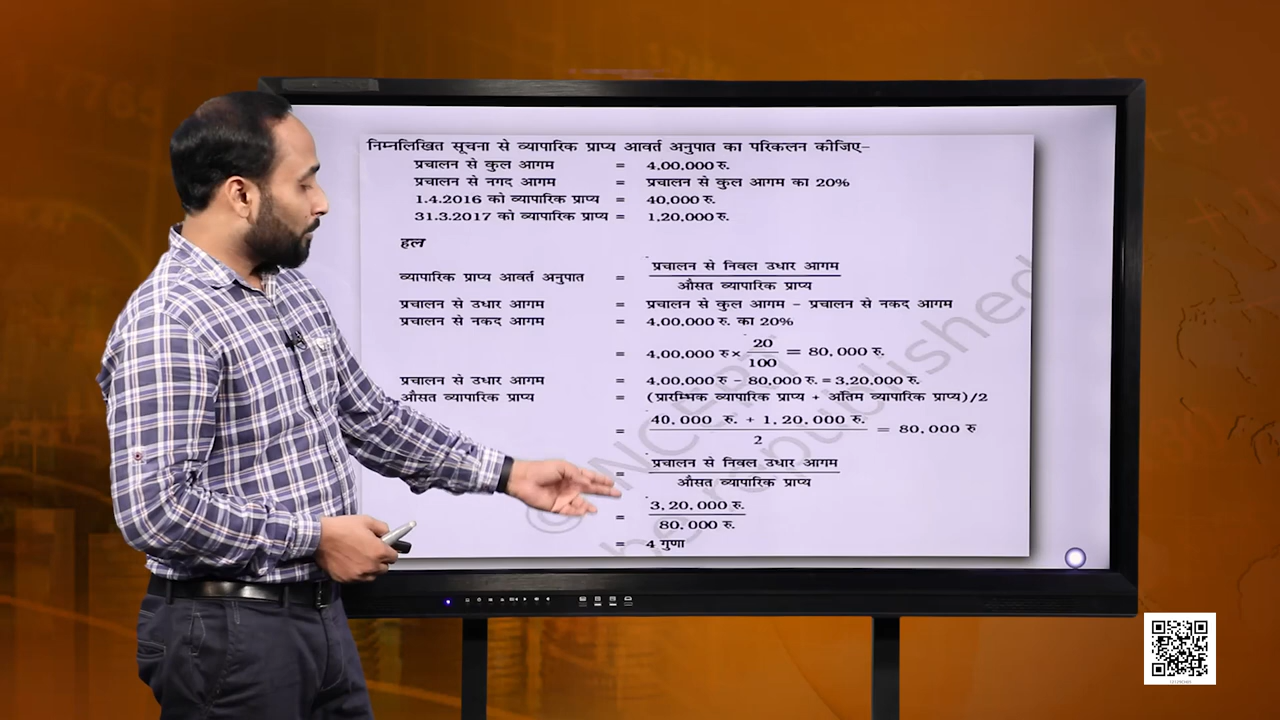 निम्नलिखित सूचना से व्यापारिक प्राप्य आवर्त अनुपात का परिकलन कीजिए–
प्रचालन से कुल आगम = 4,00,000 रु.
प्रचालन से नगद आगम = प्रचालन से कुल आगम का 20%
1.4.2016 को व्यापारिक प्राप्य = 40,000 रु.
31.3.2017 को व्यापारिक प्राप्य = 1,20,000 रु.
हल
व्यापारिक प्राप्य आवर्त अनुपात = प्रचालन से निवल उधार आगम
औसत व्यापारिक प्राप्य
प्रचालन से उधार आगम = प्रचालन से कुल आगम – प्रचालन से नकद आगम
प्रचालन से नकद आगम = 4,00,000 रु. का 20%
= 4,00,000 रु × 20/100 = 80,000 रु.
प्रचालन से उधार आगम = 4,00,000 रु – 80,000 रु. = 3,20,000 रु.
औसत व्यापारिक प्राप्य = (प्रारम्भिक व्यापारिक प्राप्य + अंतिम व्यापारिक प्राप्य)/2
= 40,000 रु. + 1,20,000 रु. / 2 = 80,000 रु
= प्रचालन से निवल उधार आगम
औसत व्यापारिक प्राप्य
= 3,20,000 रु.
80,000 रु.
= 4 गुणा
© NCERT
be republished